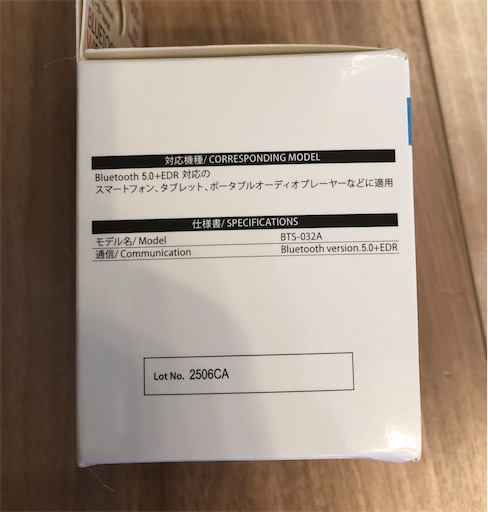 BLUETOO
対応機種/ CORRESPONDING MODEL
Bluetooth 5.0+EDR 対応の
スマートフォン、タブレット、ポータブルオーディオプレーヤーなどに適用
仕様書/ SPECIFICATIONS
モデル名/ Model BTS-032A
通信/ Communication Bluetooth version.5.0+EDR
Lot No. 2506CA